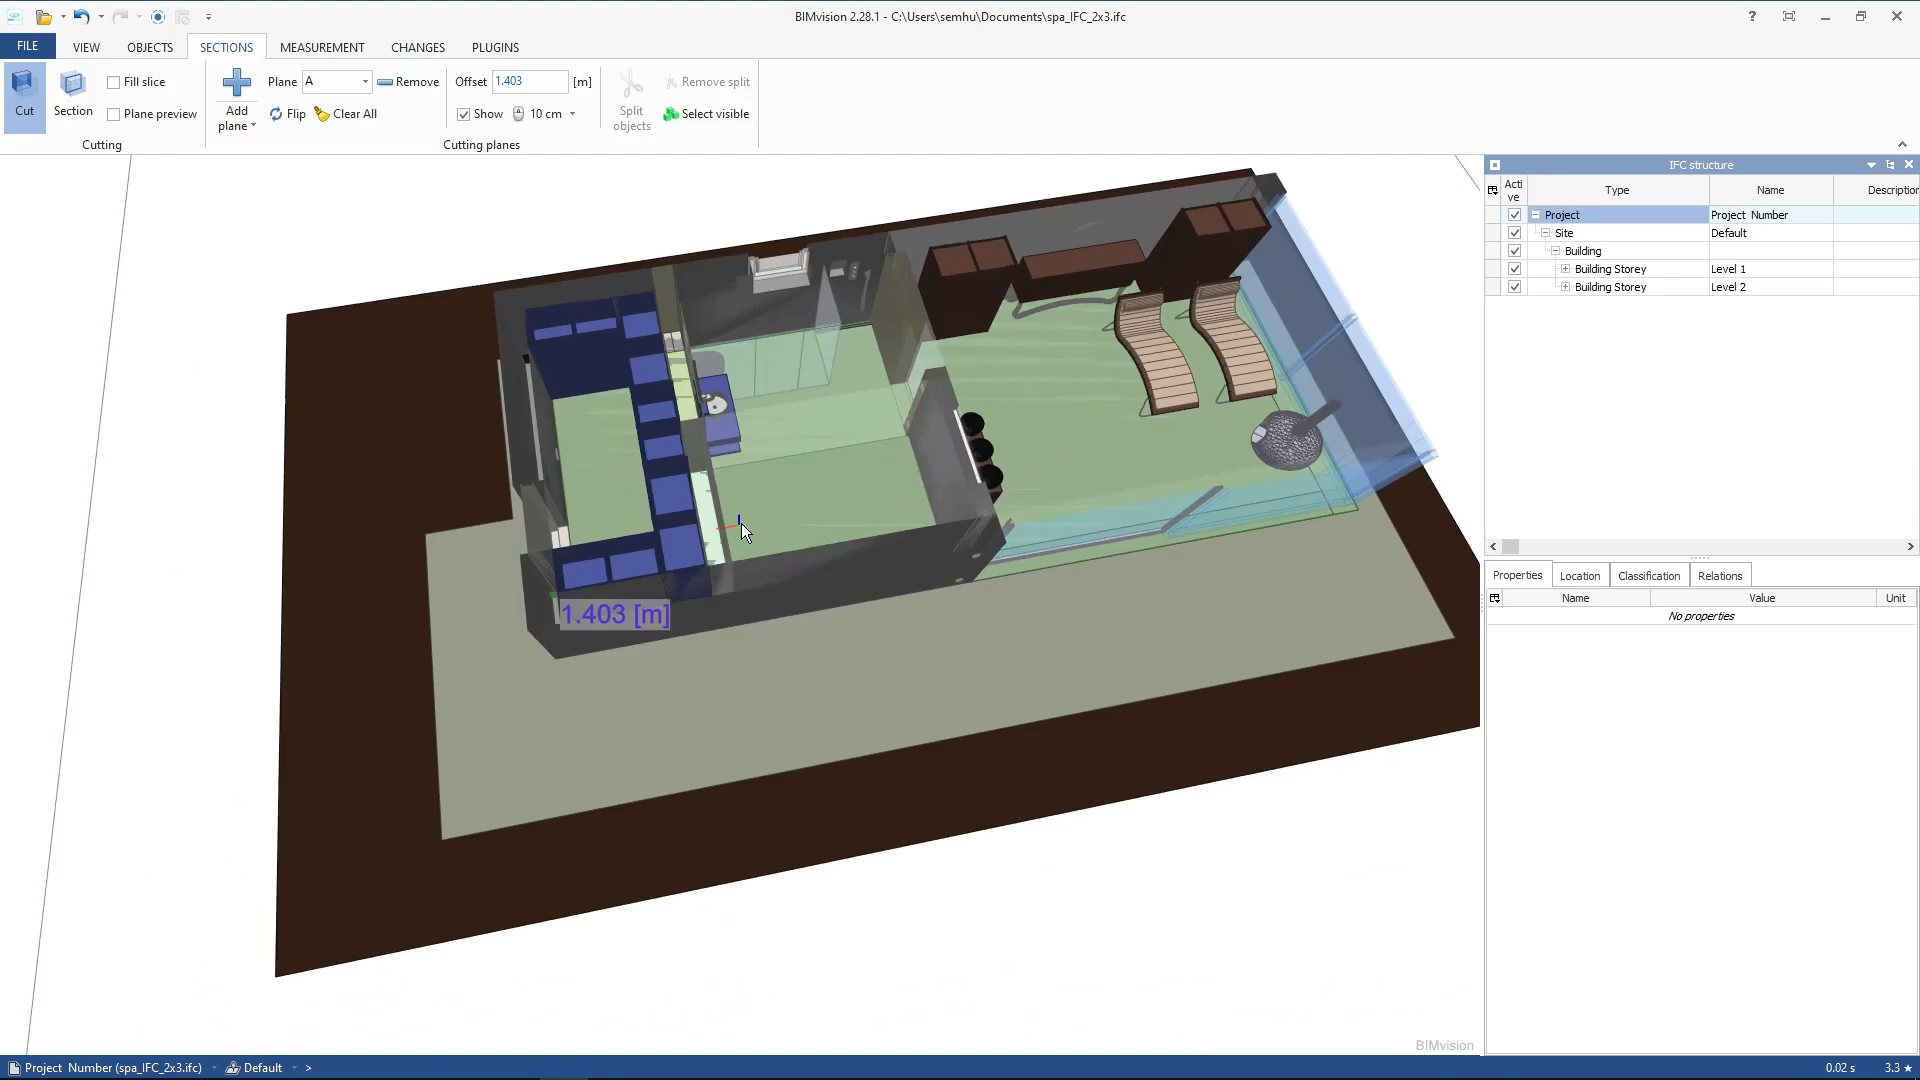 BIMvision 2.28.1 - C:\Users\semhu\Documents\spa_IFC_2x3.ifc
FILE VIEW OBJECTS SECTIONS MEASUREMENT CHANGES PLUGINS
Cut
Section
Fill slice
Plane preview
Cutting
Add plane
Plane A Remove
Flip Clear All
Offset 1.403 [m]
Show 10 cm
Cutting planes
Split objects
Remove split
Select visible
IFC structure
Active Type Name Description
Project Project Number
Site Default
Building
Building Storey Level 1
Building Storey Level 2
1.403 [m]
Properties Location Classification Relations
Name Value Unit
No properties
BIMvision
Project Number (spa_IFC_2x3.ifc) Default >
0.02 s 3.3 ★